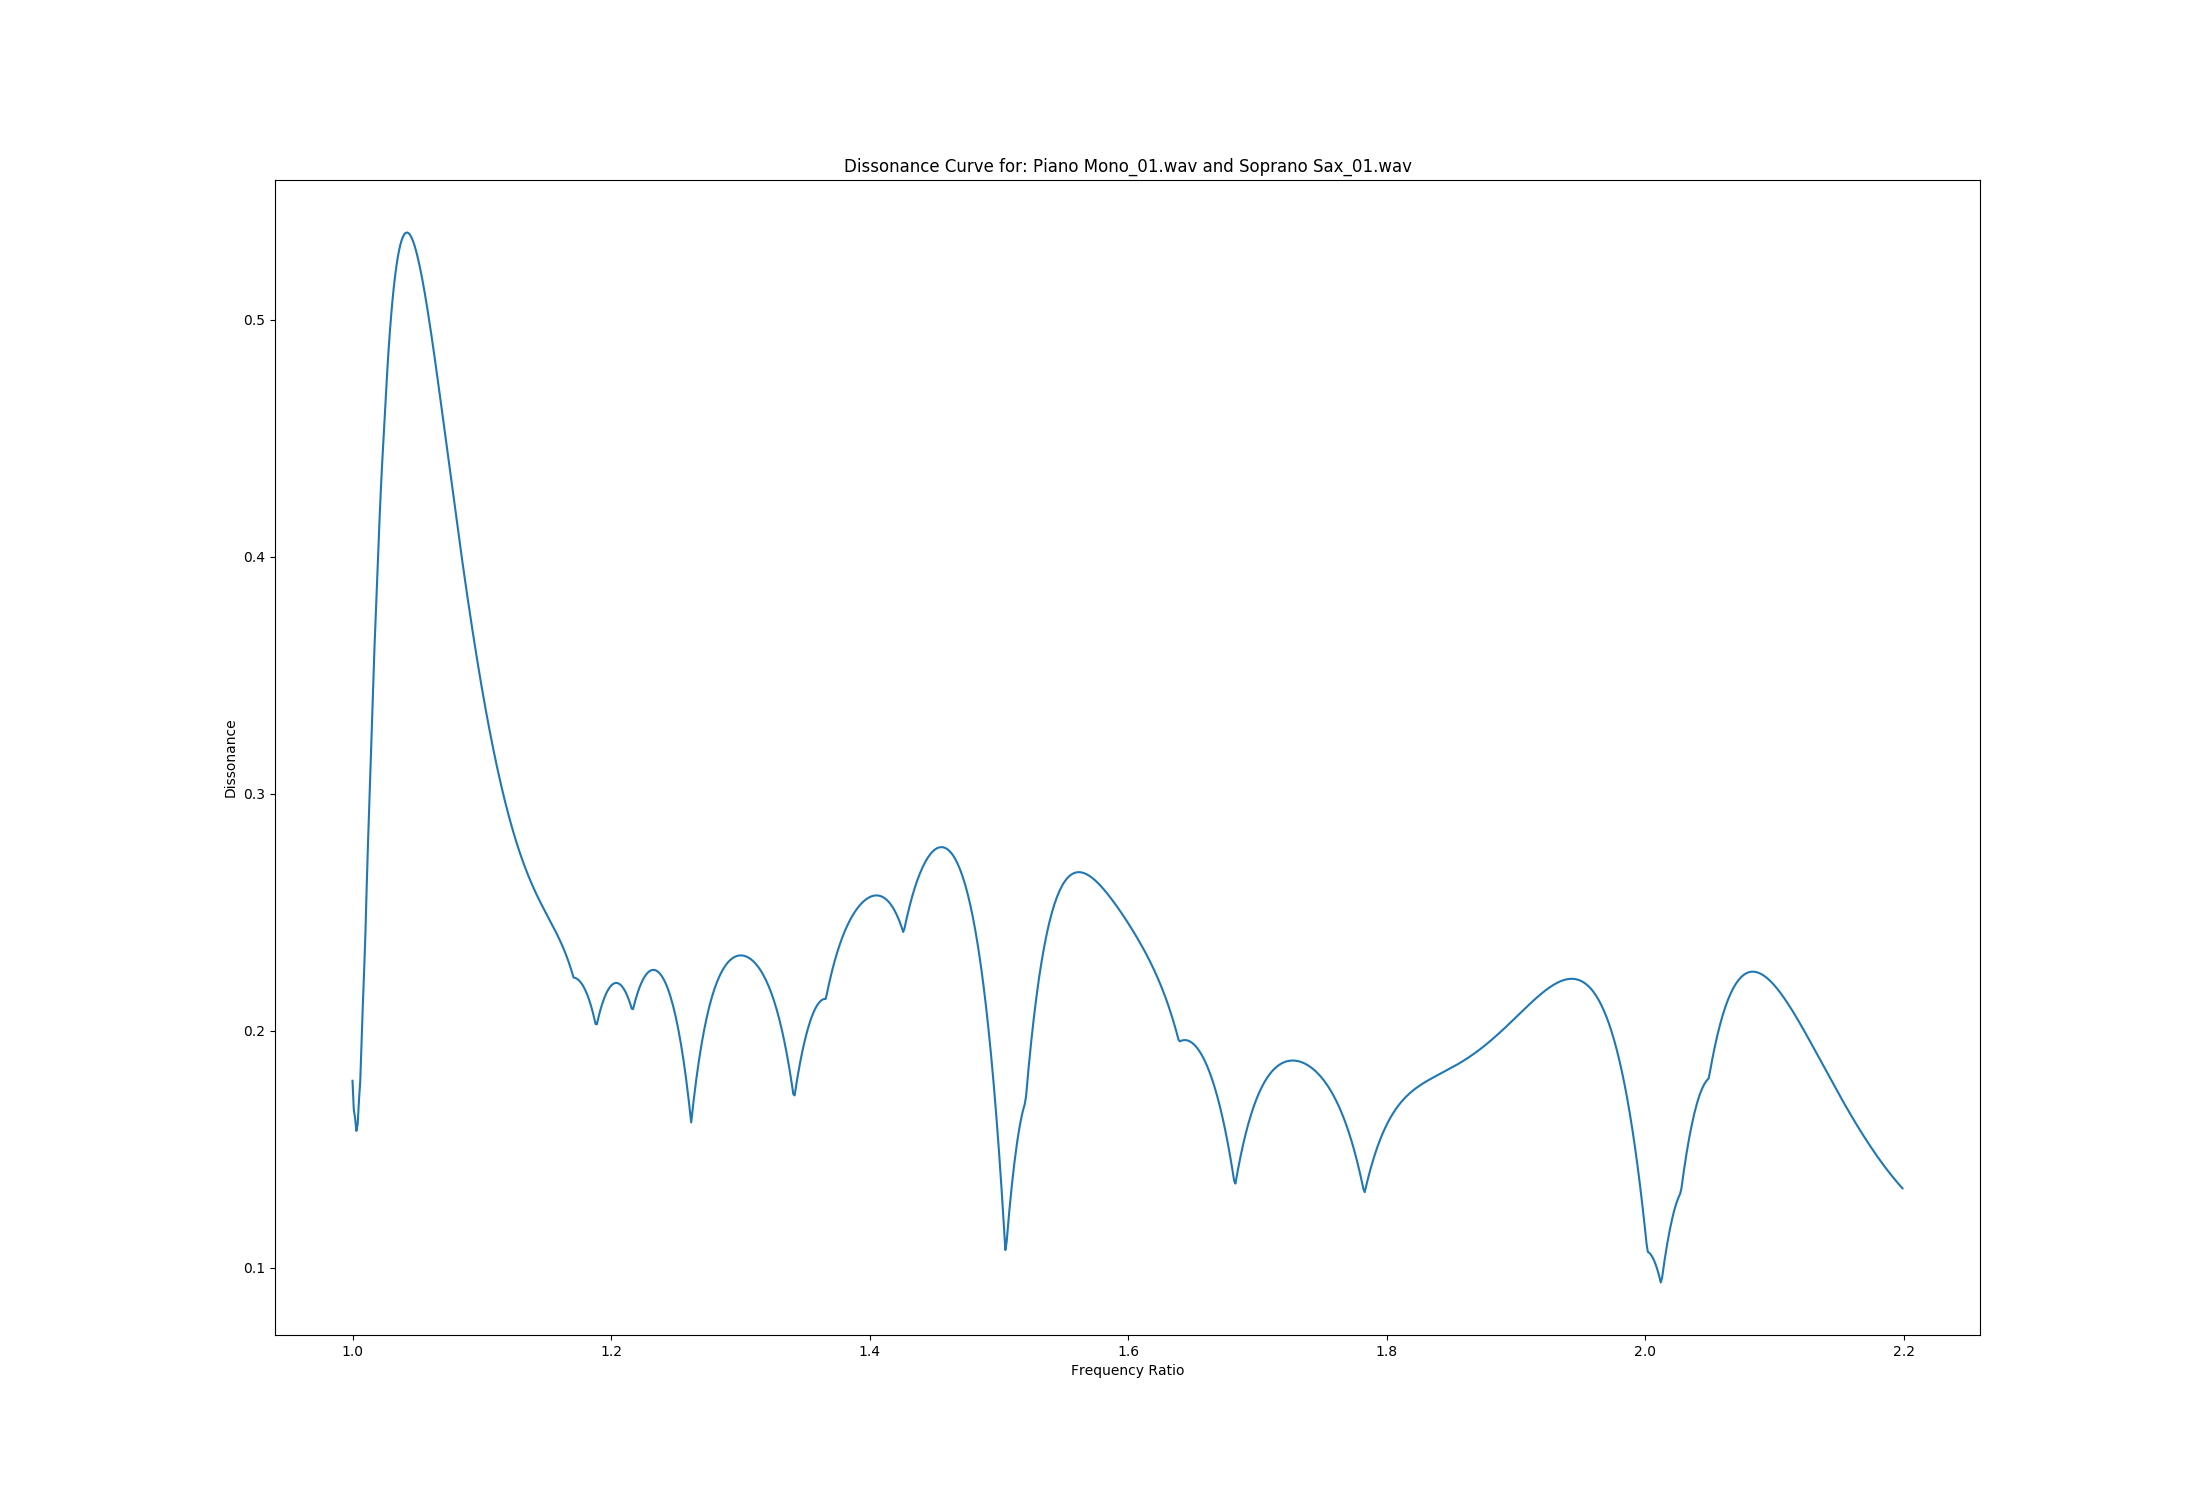 Dissonance Curve for: Piano Mono_01.wav and Soprano Sax_01.wav
0.5
0.4
0.3
0.2
0.1
Dissonance
1.0 1.2 1.4 1.6 1.8 2.0 2.2
Frequency Ratio